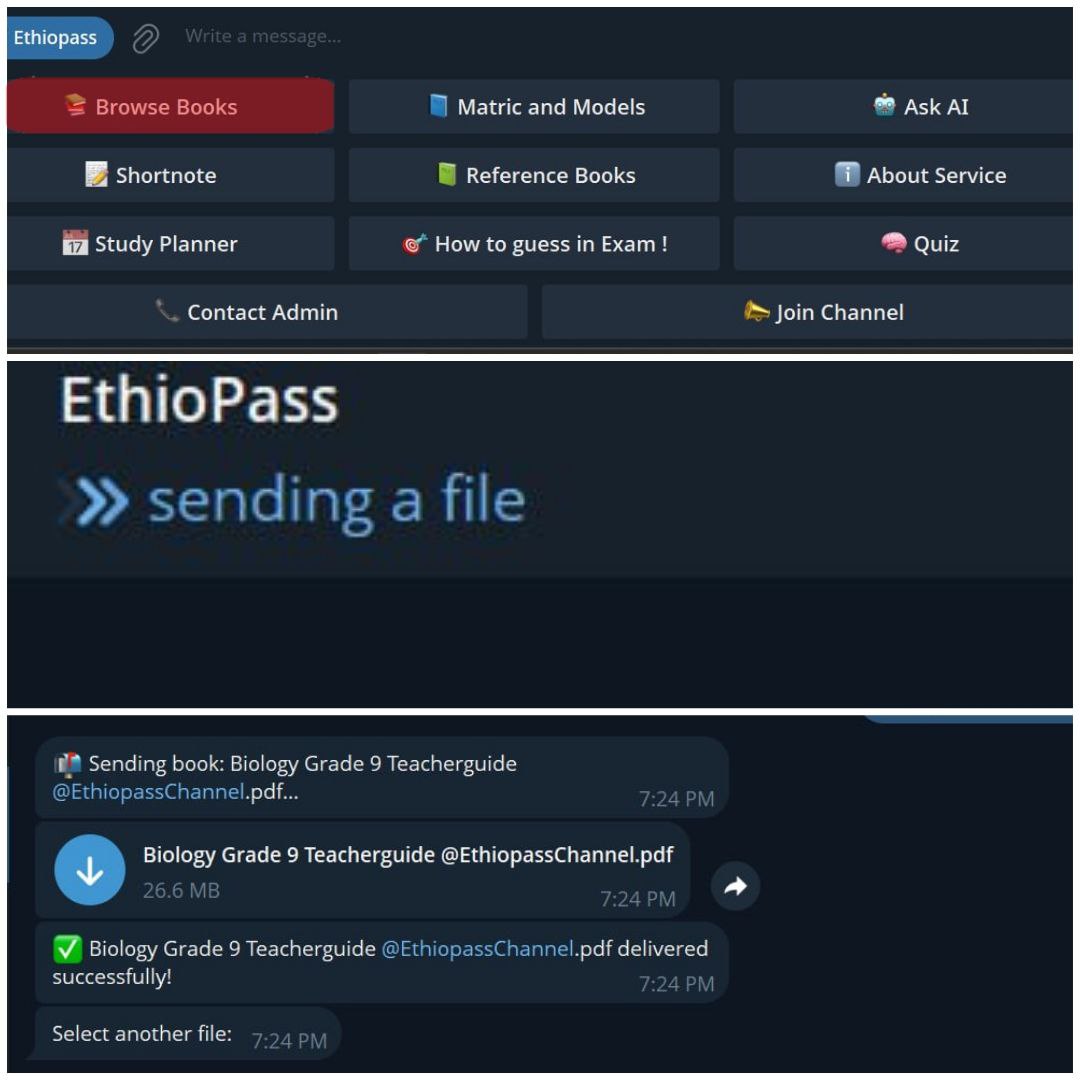 Ethiopass
Write a message...
📚 Browse Books
📘 Matric and Models
🤖 Ask AI
📝 Shortnote
📗 Reference Books
ℹ️ About Service
📅 Study Planner
🎯 How to guess in Exam !
🧠 Quiz
📞 Contact Admin
📣 Join Channel
EthioPass
sending a file
📬 Sending book: Biology Grade 9 Teacherguide
@EthiopassChannel.pdf...
7:24 PM
Biology Grade 9 Teacherguide @EthiopassChannel.pdf
26.6 MB
7:24 PM
✅ Biology Grade 9 Teacherguide @EthiopassChannel.pdf delivered
successfully!
7:24 PM
Select another file:
7:24 PM